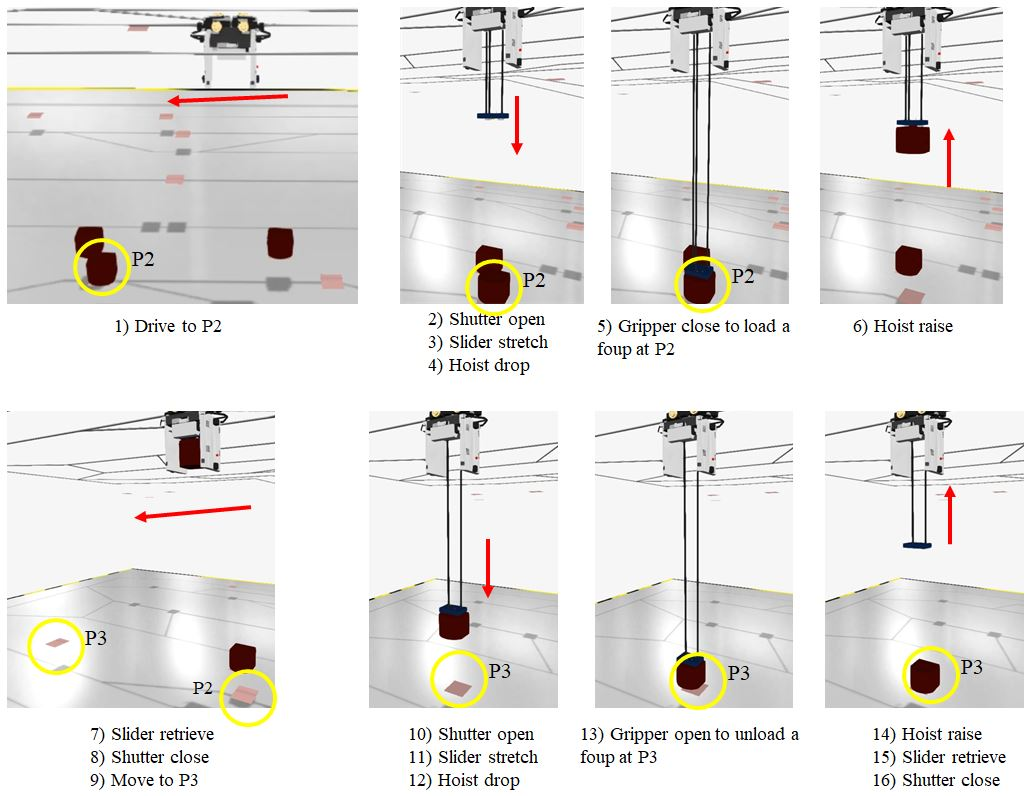 P2
1) Drive to P2
P2
2) Shutter open
3) Slider stretch
4) Hoist drop
P2
5) Gripper close to load a
foup at P2
6) Hoist raise
P3
P2
7) Slider retrieve
8) Shutter close
9) Move to P3
P3
10) Shutter open
11) Slider stretch
12) Hoist drop
P3
13) Gripper open to unload a
foup at P3
P3
14) Hoist raise
15) Slider retrieve
16) Shutter close